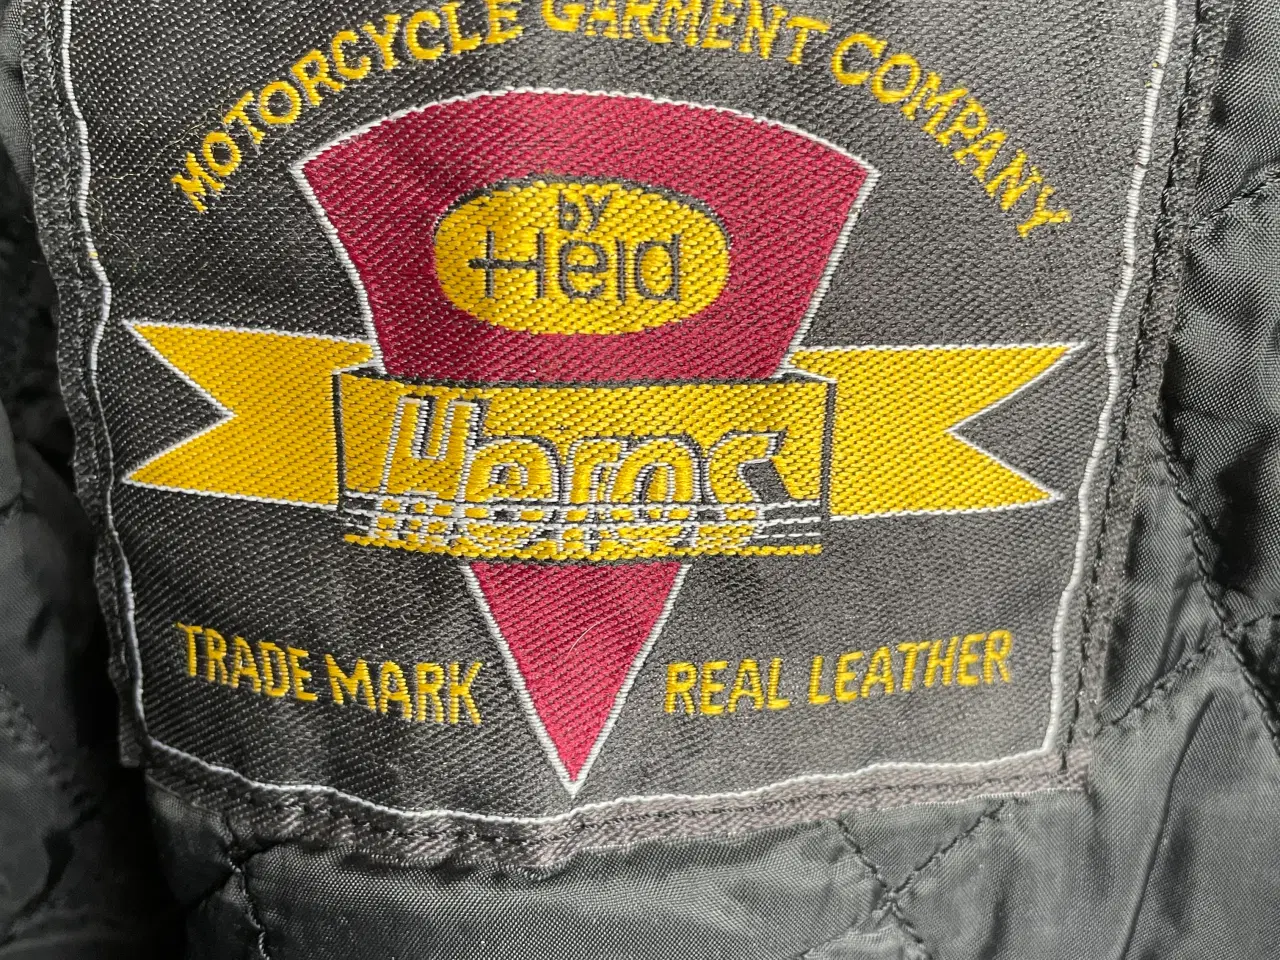 MOTORCYCLE GARMENT COMPANY
by
Held
Heros
TRADE MARK
REAL LEATHER